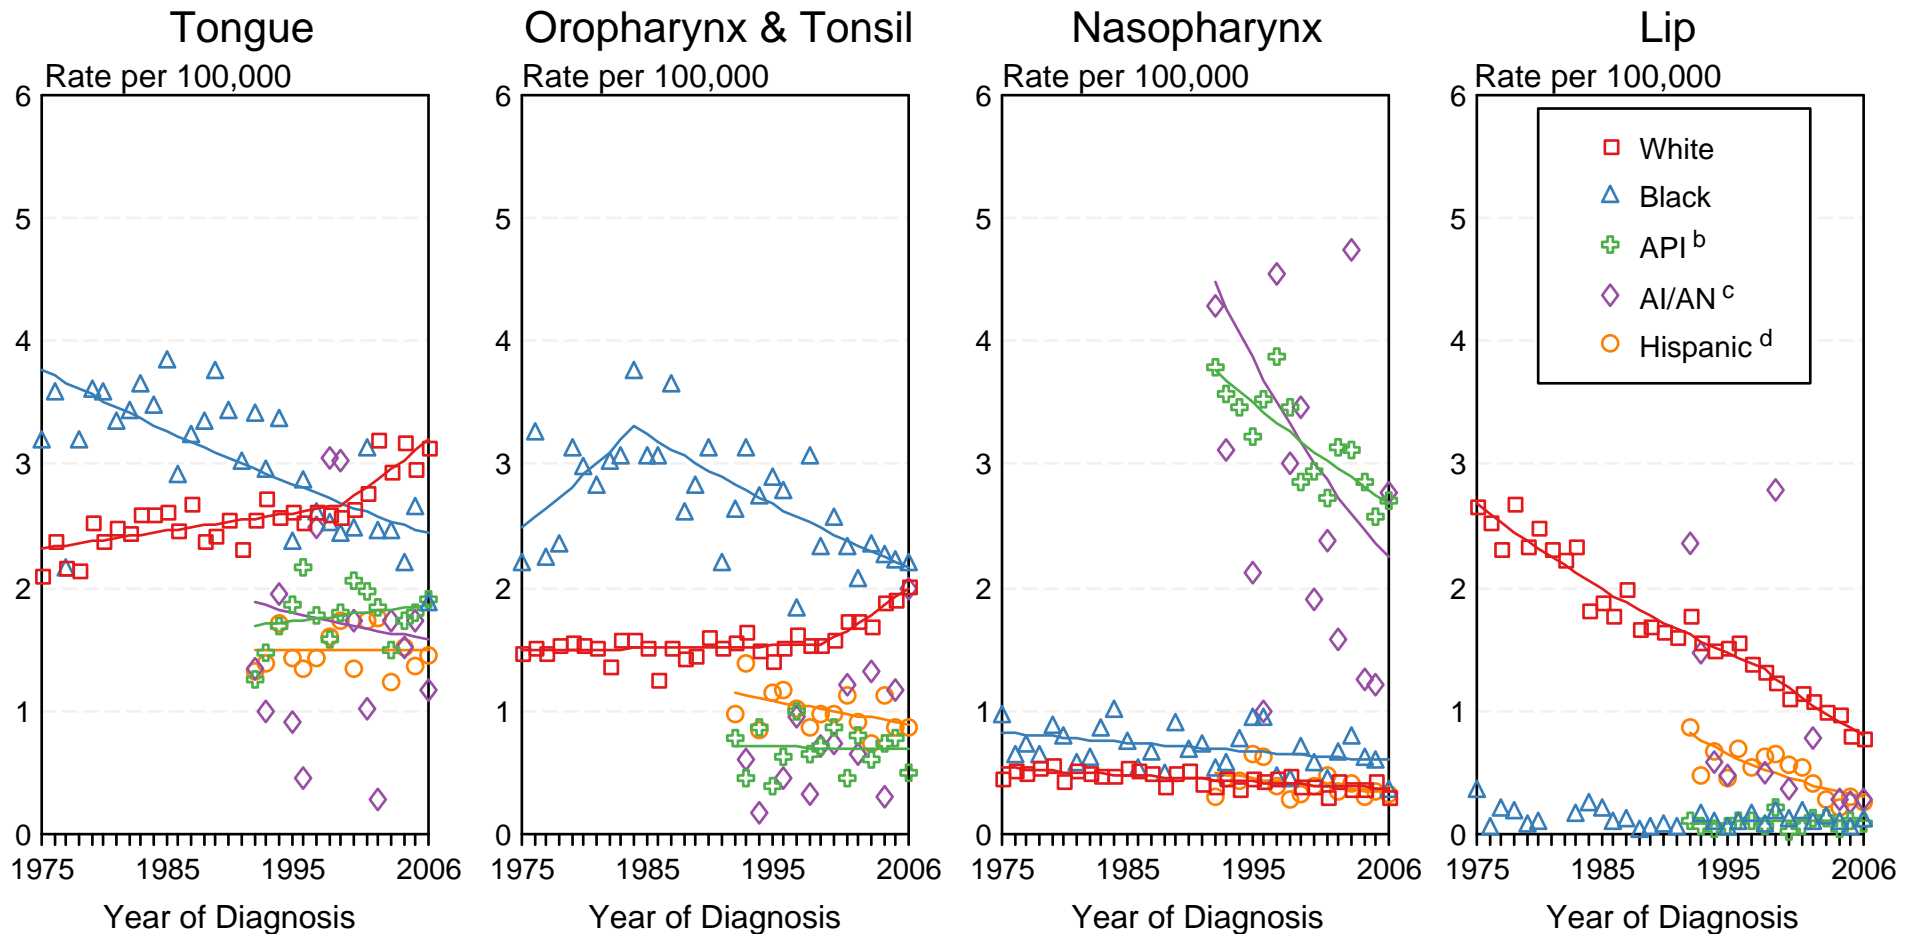 Tongue
Oropharynx & Tonsil
Nasopharynx
Lip
Rate per 100,000
Rate per 100,000
Rate per 100,000
Rate per 100,000
6
5
4
3
2
1
0
1975 1985 1995 2006
Year of Diagnosis
6
5
4
3
2
1
0
1975 1985 1995 2006
Year of Diagnosis
6
5
4
3
2
1
0
1975 1985 1995 2006
Year of Diagnosis
6
5
4
3
2
1
0
1975 1985 1995 2006
Year of Diagnosis
White
Black
API b
AI/AN c
Hispanic d